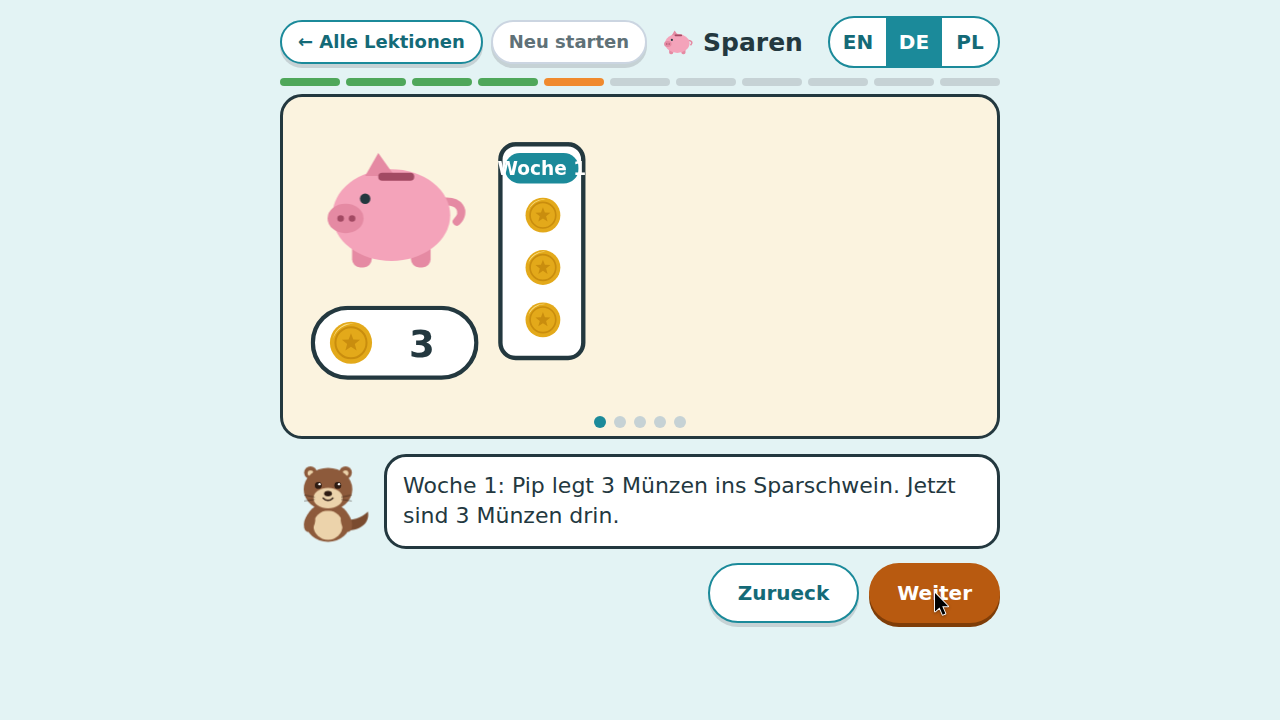 ← Alle Lektionen
Neu starten
Sparen
EN
DE
PL
Woche 1
3
Woche 1: Pip legt 3 Münzen ins Sparschwein. Jetzt
sind 3 Münzen drin.
Zurueck
Weiter